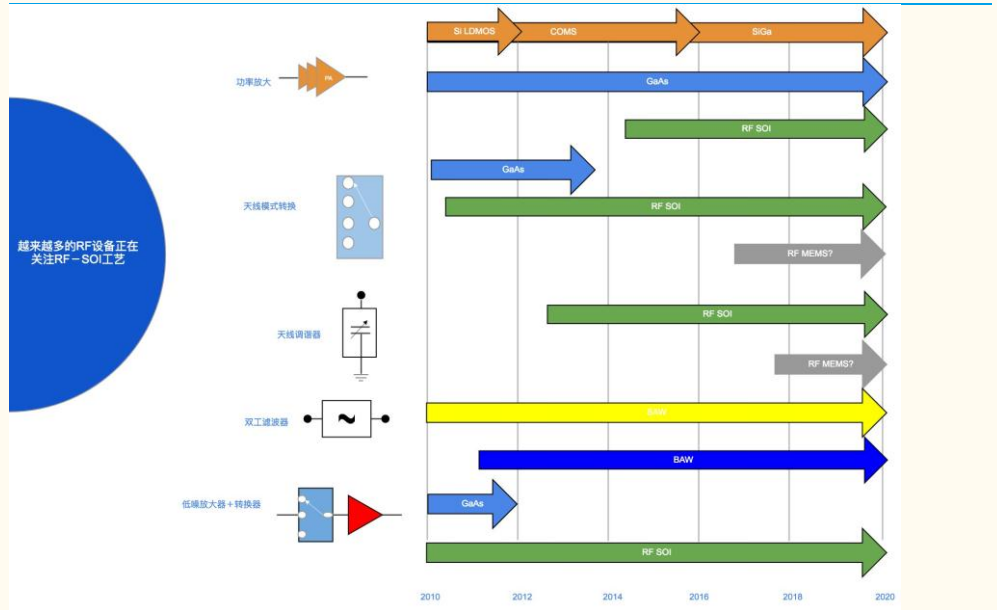 SI LDMOS
COMS
SiGa
功率放大
PA
GaAs
RF SOI
GaAs
天线模式转换
RF SOI
越来越多的RF设备正在
关注RF-SOI工艺
RF MEMS?
RF SOI
天线调谐器
RF MEMS?
双工滤波器
~
BAW
BAW
低噪放大器+转换器
GaAs
RF SOI
2010
2012
2014
2016
2018
2020